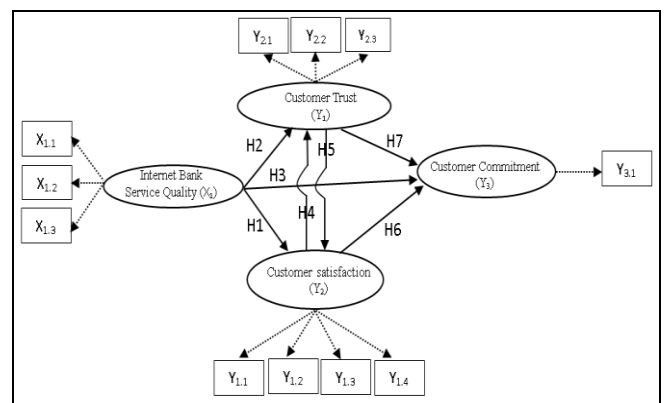 Y2.1
Y2.2
Y2.3
Customer Trust
(Y1)
X1.1
X1.2
X1.3
H2
H5
H7
Internet Bank
Service Quality (X1)
H3
Customer Commitment
(Y3)
Y3.1
H1
H4
H6
Customer satisfaction
(Y2)
Y1.1
Y1.2
Y1.3
Y1.4